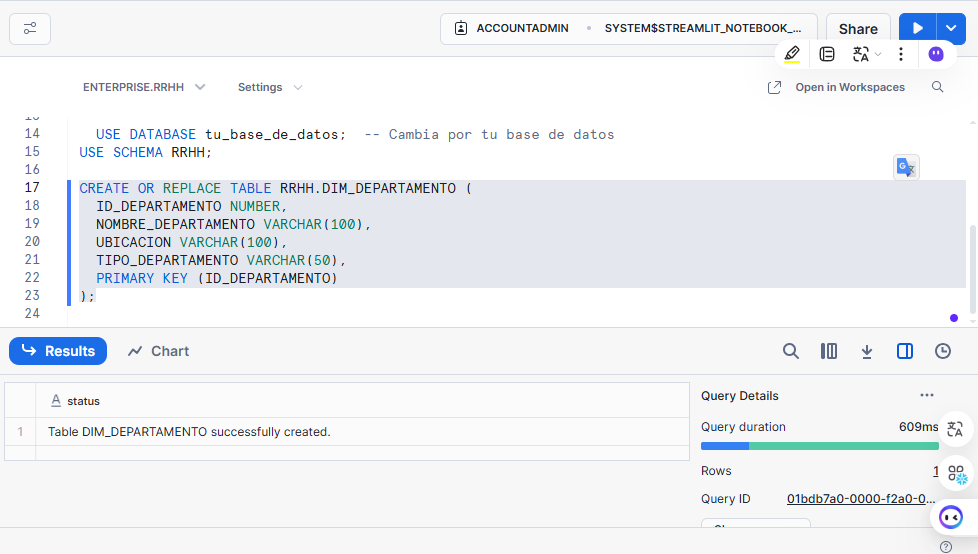 ACCOUNTADMIN
SYSTEM$STREAMLIT_NOTEBOOK_...
Share
ENTERPRISE.RRHH
Settings
Open in Workspaces
14 USE DATABASE tu_base_de_datos; -- Cambia por tu base de datos
15 USE SCHEMA RRHH;
16
17 CREATE OR REPLACE TABLE RRHH.DIM_DEPARTAMENTO (
18 ID_DEPARTAMENTO NUMBER,
19 NOMBRE_DEPARTAMENTO VARCHAR(100),
20 UBICACION VARCHAR(100),
21 TIPO_DEPARTAMENTO VARCHAR(50),
22 PRIMARY KEY (ID_DEPARTAMENTO)
23 );
24
Results
Chart
A status
1 Table DIM_DEPARTAMENTO successfully created.
Query Details
Query duration 609ms
Rows 1
Query ID 01bdb7a0-0000-f2a0-0...